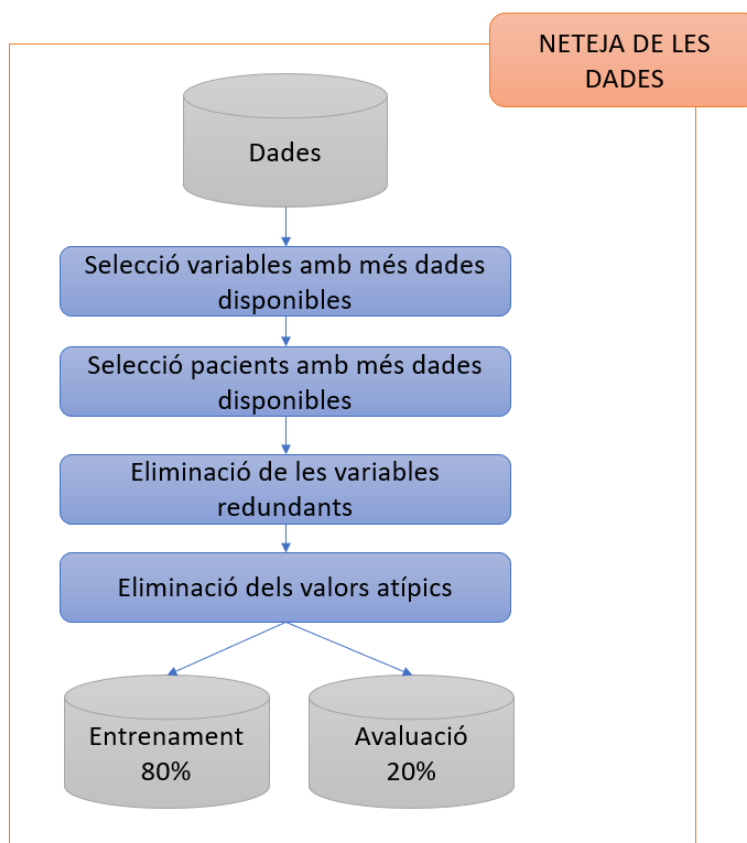 NETEJA DE LES
DADES
Dades
Selecció variables amb més dades
disponibles
Selecció pacients amb més dades
disponibles
Eliminació de les variables
redundants
Eliminació dels valors atípics
Entrenament
80%
Avaluació
20%